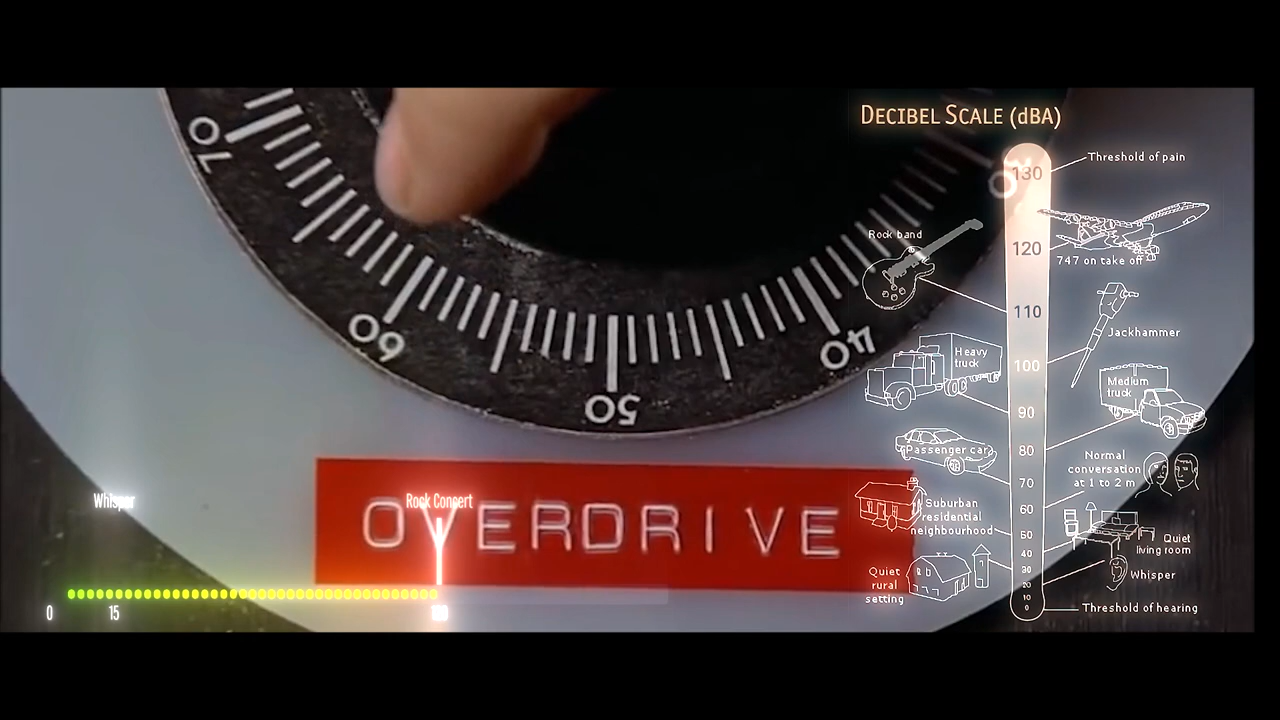 DECIBEL SCALE (dBA)
Threshold of pain
130
70
Rock band
120
747 on take off
110
Jackhammer
60
40
Heavy
truck
100
Medium
truck
50
90
Passenger car
80
Normal
conversation
at 1 to 2 m
70
OVERDRIVE
Whisper
Rock Concert
Suburban
residential
neighbourhood
60
50
Quiet
living room
40
Quiet
rural
setting
30
Whisper
20
10
0
Threshold of hearing
0
15